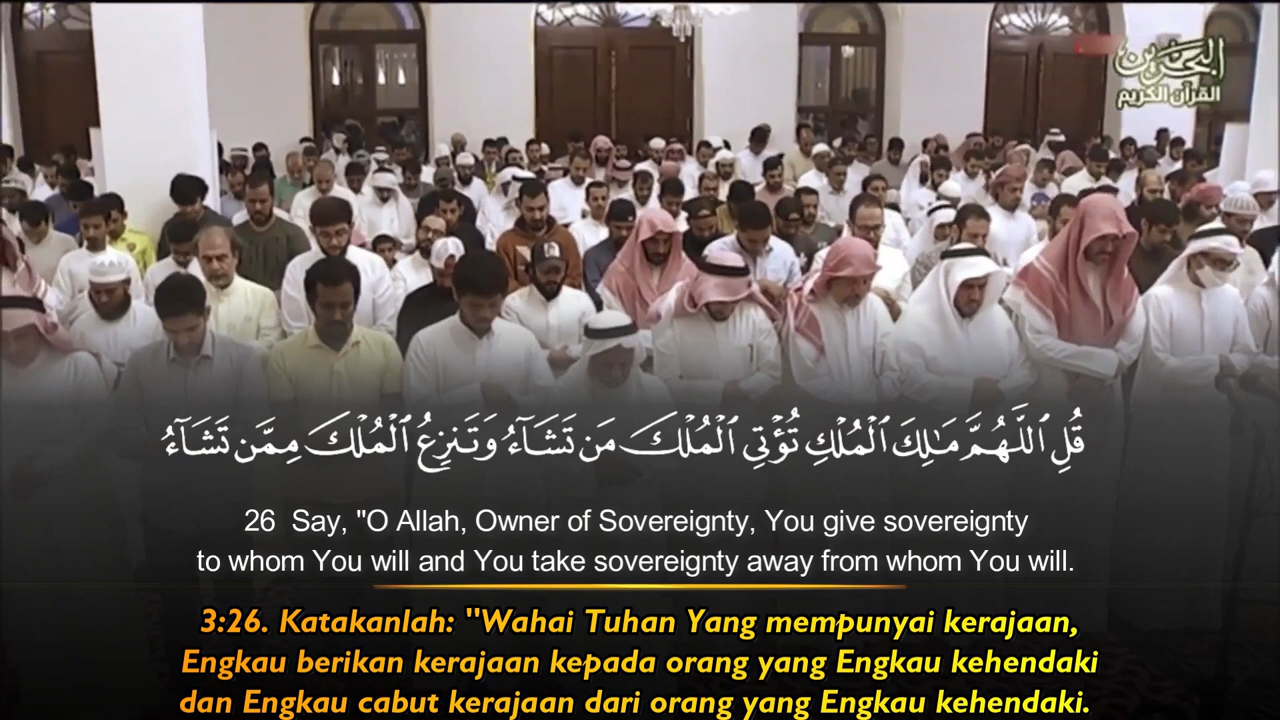 البحرين
القرآن الكريم
قُلِ ٱللَّهُمَّ مَـٰلِكَ ٱلْمُلْكِ تُؤْتِى ٱلْمُلْكَ مَن تَشَآءُ وَتَنزِعُ ٱلْمُلْكَ مِمَّن تَشَآءُ
26 Say, "O Allah, Owner of Sovereignty, You give sovereignty
to whom You will and You take sovereignty away from whom You will.
3:26. Katakanlah: "Wahai Tuhan Yang mempunyai kerajaan,
Engkau berikan kerajaan kepada orang yang Engkau kehendaki
dan Engkau cabut kerajaan dari orang yang Engkau kehendaki.